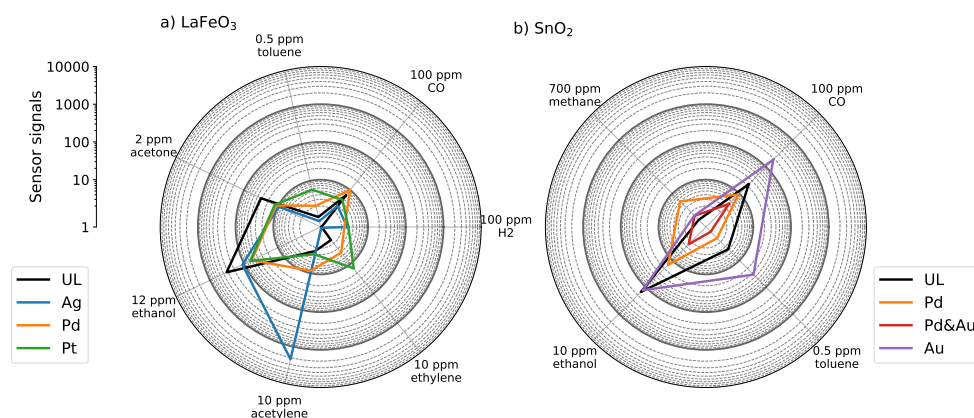 a) LaFeO3
b) SnO2
0.5 ppm
toluene
100 ppm
CO
700 ppm
methane
100 ppm
CO
10000
1000
100
10
1
Sensor signals
2 ppm
acetone
100 ppm
H2
UL
Ag
Pd
Pt
12 ppm
ethanol
10 ppm
acetylene
10 ppm
ethylene
10 ppm
ethanol
0.5 ppm
toluene
UL
Pd
Pd&Au
Au